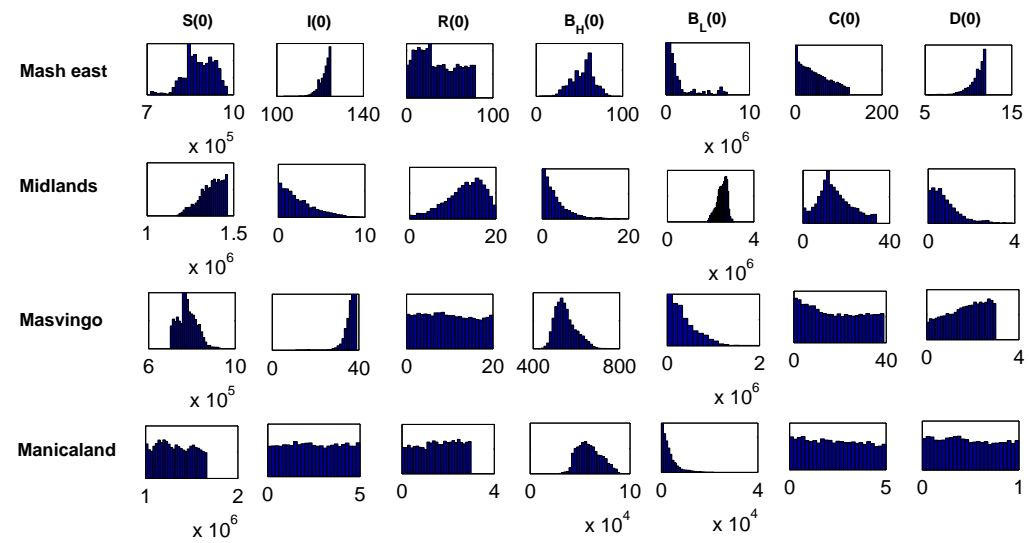 S(0) I(0) R(0) B_H(0) B_L(0) C(0) D(0)
Mash east
7 10 100 140 0 100 0 100 0 10 0 200 5 15
x 10^5 x 10^6
Midlands
1 1.5 0 10 0 20 0 20 0 4 0 40 0 4
x 10^6 x 10^6
Masvingo
6 10 0 40 0 20 400 800 0 2 0 40 0 4
x 10^5 x 10^6
Manicaland
1 2 0 5 0 4 0 10 0 4 0 5 0 1
x 10^6 x 10^4 x 10^4